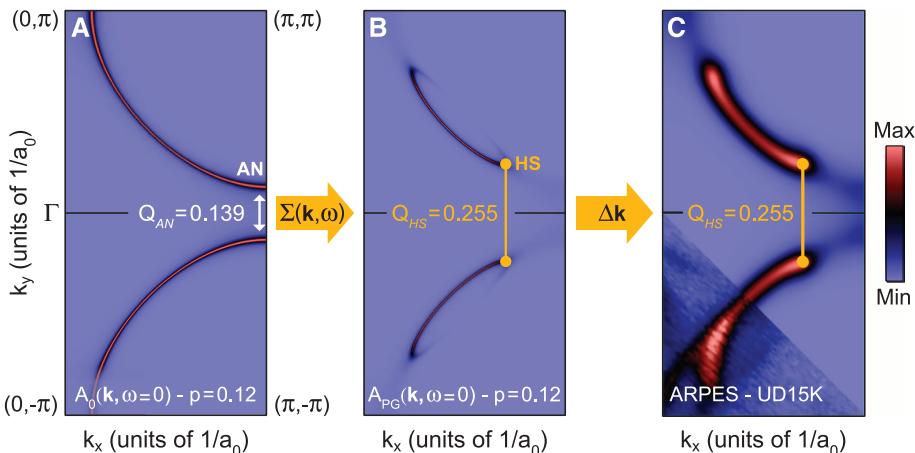 (0,π)
A
(π,π)
B
C
k_y (units of 1/a_0)
AN
HS
Max
Γ
Q_AN=0.139
Σ(k,ω)
Q_HS=0.255
Δk
Q_HS=0.255
Min
A_0(k,ω=0) - p=0.12
A_PG(k,ω=0) - p=0.12
ARPES - UD15K
(0,-π)
(π,-π)
k_x (units of 1/a_0)
k_x (units of 1/a_0)
k_x (units of 1/a_0)